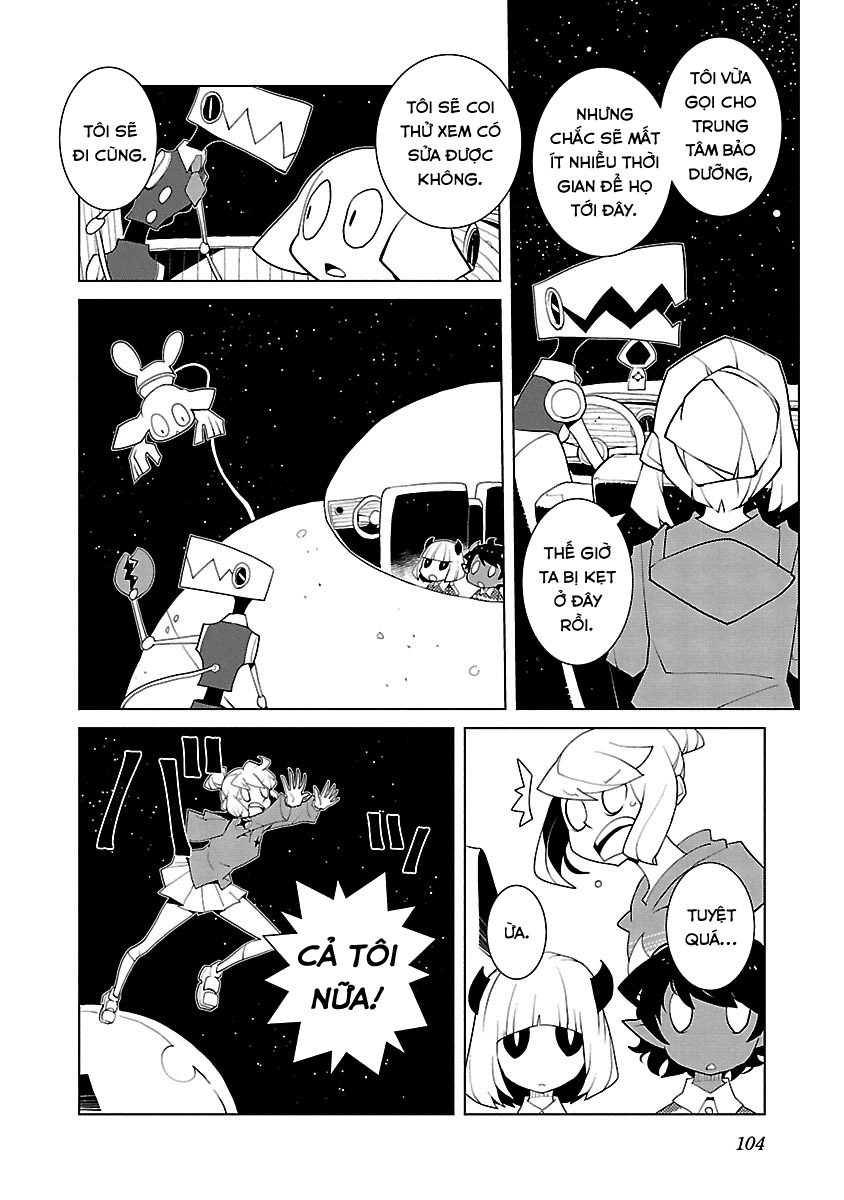 TÔI VỪA
GỌI CHO
TRUNG
TÂM BẢO
DƯỠNG,
NHƯNG
CHẮC SẼ MẤT
ÍT NHIỀU THỜI
GIAN ĐỂ HỌ
TỚI ĐÂY.
THẾ GIỜ
TA BỊ KẸT
Ở ĐÂY
RỒI.
TÔI SẼ COI
THỬ XEM CÓ
SỬA ĐƯỢC
KHÔNG.
TÔI SẼ
ĐI CÙNG.
TUYỆT
QUÁ...
ỪA.
CẢ TÔI
NỮA!
104